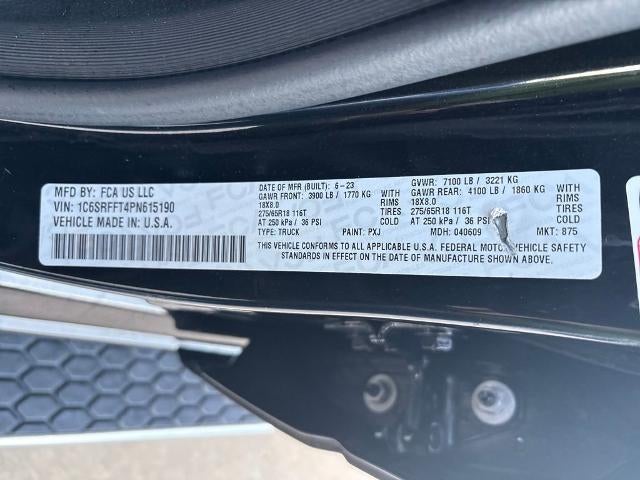 MFD BY: FCA US LLC
VIN: 1C6SRFFT4PN615190
VEHICLE MADE IN: U.S.A.
DATE OF MFR (BUILT): 6-23 GVWR: 7100 LB / 3221 KG
GAWR FRONT: 3900 LB / 1770 KG WITH GAWR REAR: 4100 LB / 1860 KG WITH
18X8.0 RIMS 18X8.0 RIMS
275/65R18 116T TIRES 275/65R18 116T TIRES
AT 250 kPa / 36 PSI COLD AT 250 kPa / 36 PSI COLD
TYPE: TRUCK PAINT: PXJ MDH: 040609 MKT: 875
THIS VEHICLE CONFORMS TO ALL APPLICABLE U.S.A. FEDERAL MOTOR VEHICLE SAFETY
STANDARDS IN EFFECT ON THE DATE OF MANUFACTURE SHOWN ABOVE.